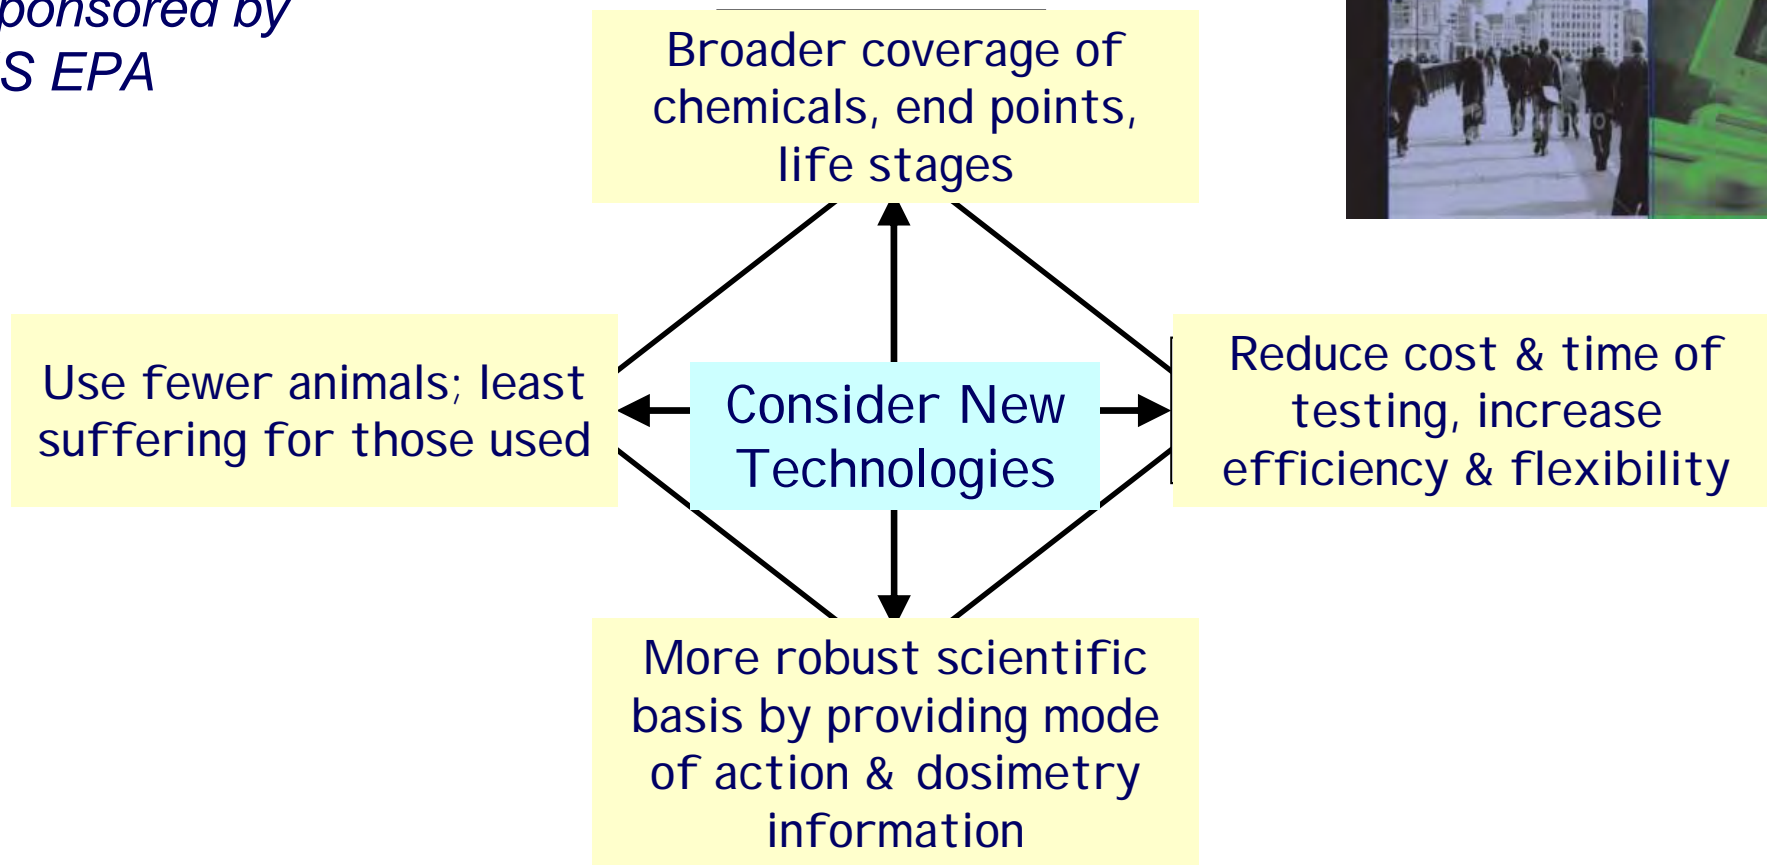 ponsored by
S EPA
Broader coverage of
chemicals, end points,
life stages
Use fewer animals; least
suffering for those used
Consider New
Technologies
Reduce cost & time of
testing, increase
efficiency & flexibility
More robust scientific
basis by providing mode
of action & dosimetry
information